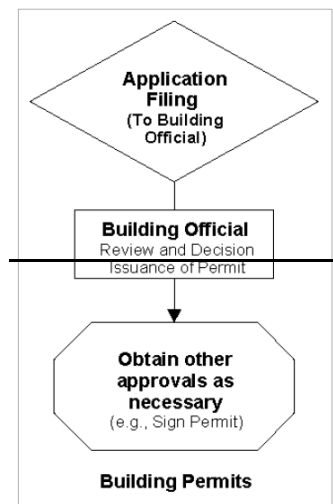 Application
Filing
(To Building
Official)
Building Official
Review and Decision
Issuance of Permit
Obtain other
approvals as
necessary
(e.g., Sign Permit)
Building Permits